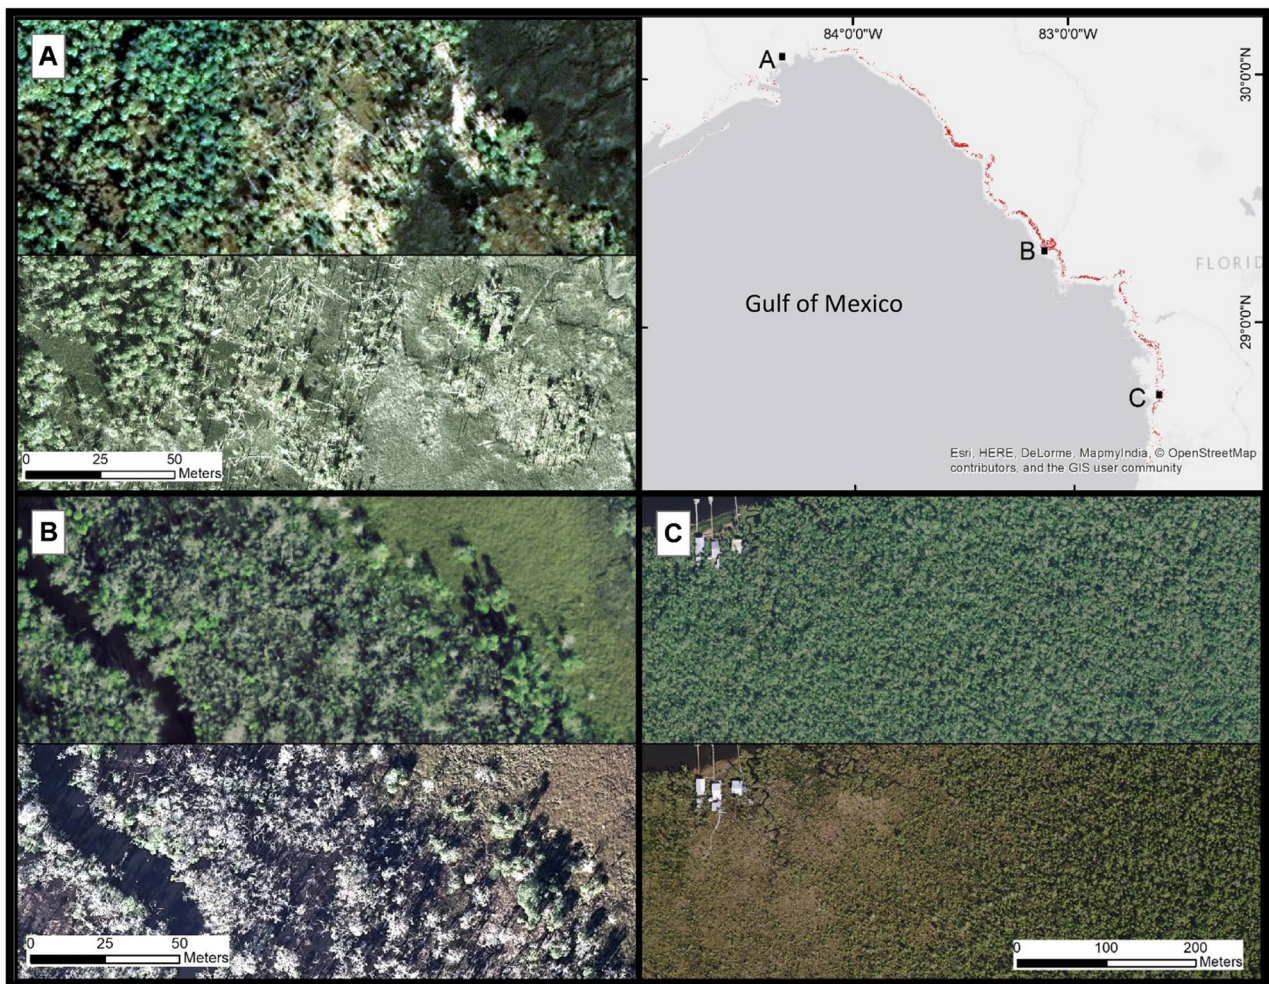 A
84°0'0"W
83°0'0"W
A
30°0'0"N
B
FLORID
Gulf of Mexico
29°0'0"N
C
Esri, HERE, DeLorme, MapmyIndia, © OpenStreetMap
contributors, and the GIS user community
0 25 50
Meters
B
C
0 25 50
Meters
0 100 200
Meters